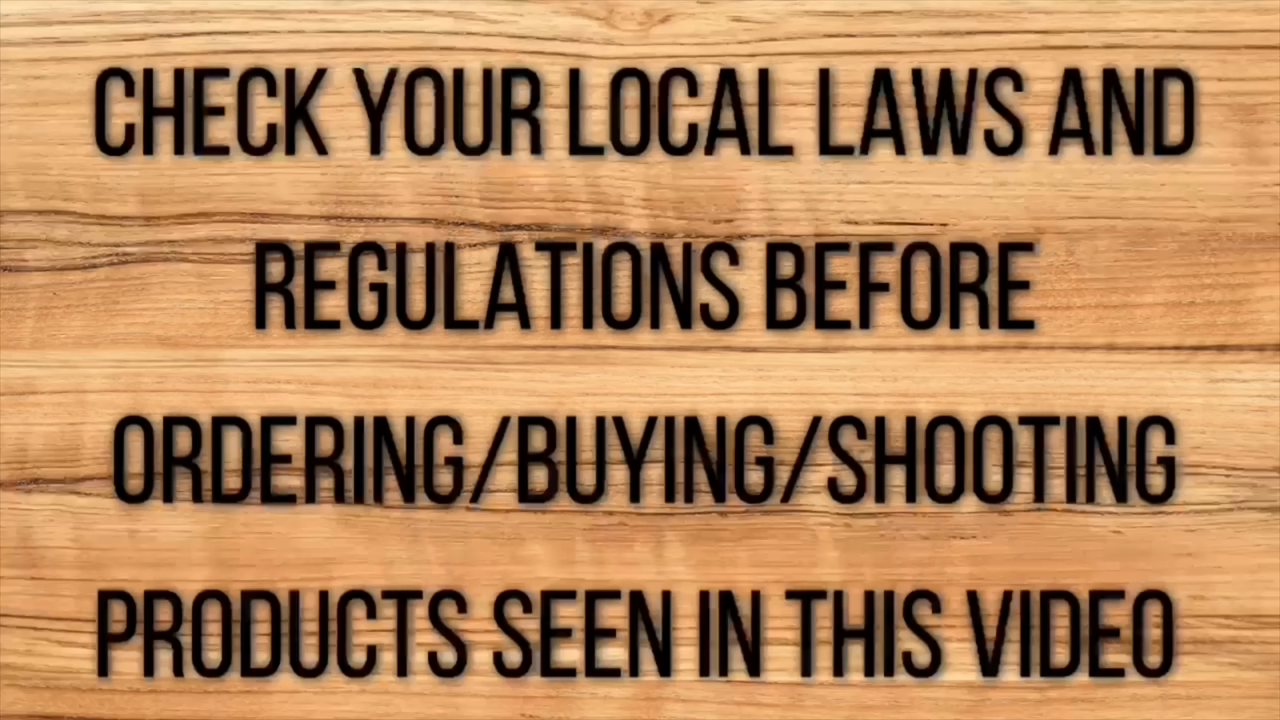 CHECK YOUR LOCAL LAWS AND
REGULATIONS BEFORE
ORDERING/BUYING/SHOOTING
PRODUCTS SEEN IN THIS VIDEO